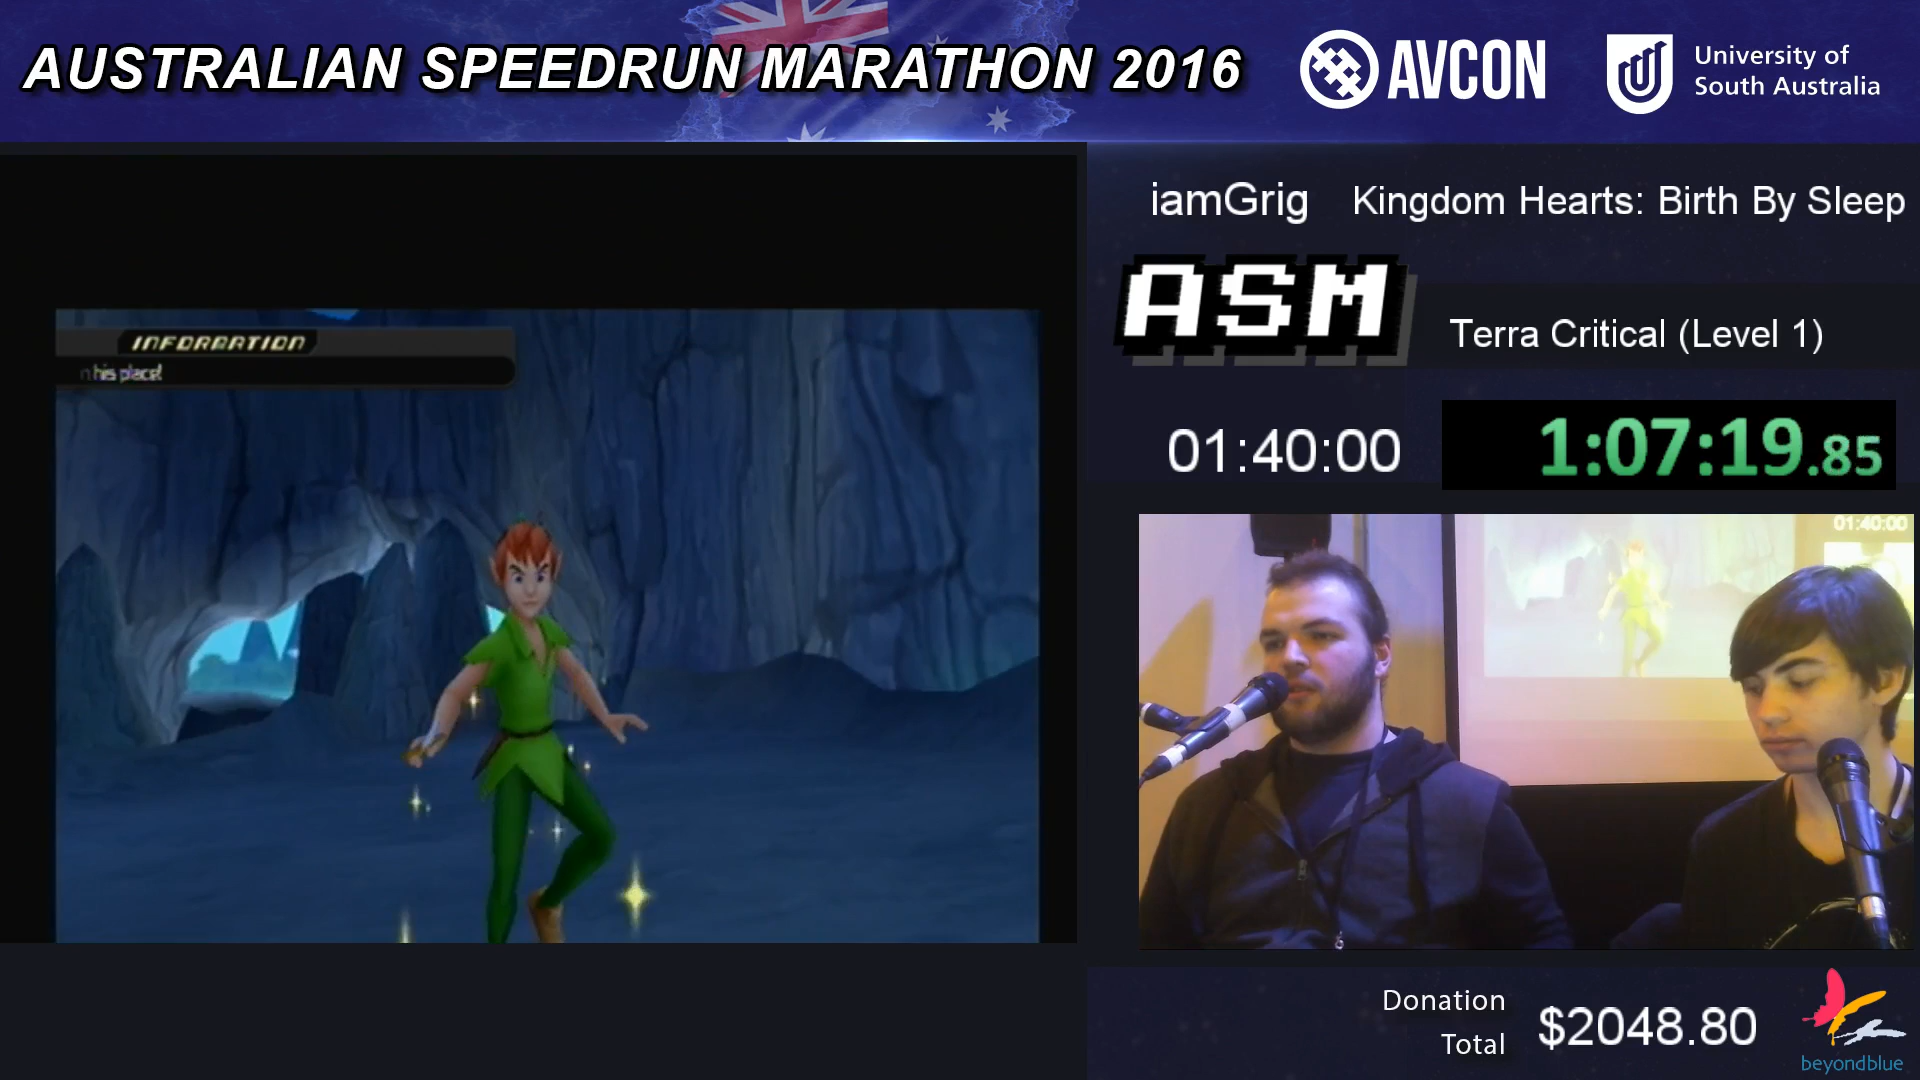 AUSTRALIAN SPEEDRUN MARATHON 2016
AVCON
University of
South Australia
iamGrig
Kingdom Hearts: Birth By Sleep
ASM
Terra Critical (Level 1)
01:40:00
1:07:19.85
INFORMATION
n his place!
01:40:00
Donation
Total
$2048.80
beyondblue